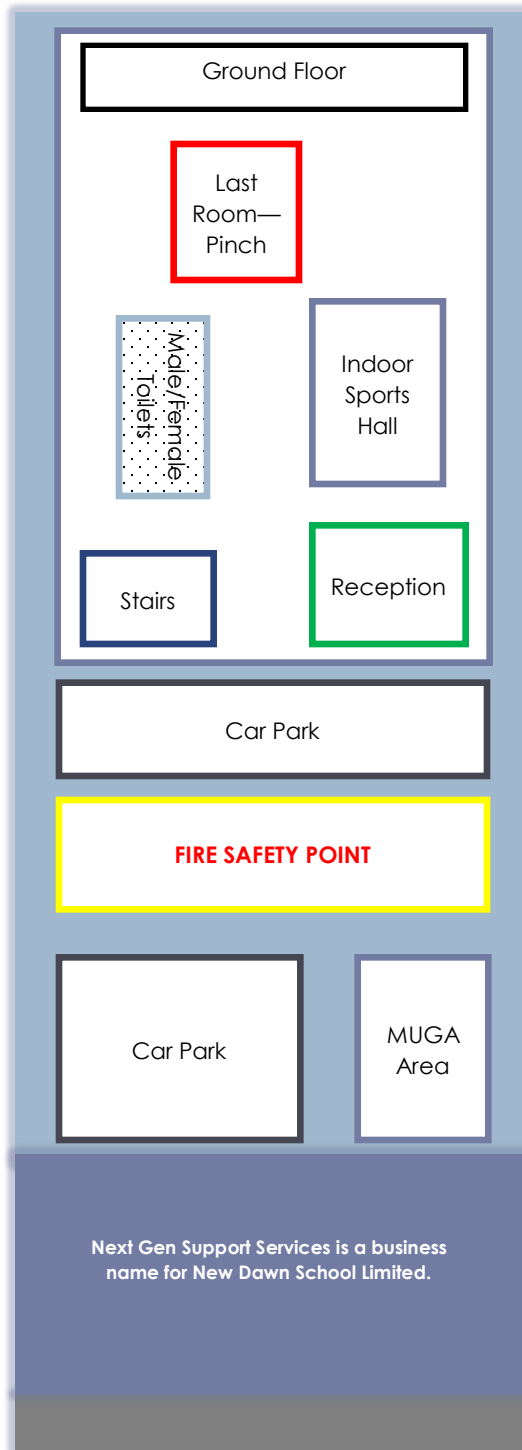 Ground Floor
Last
Room—
Pinch
Male/Female
Toilets
Indoor
Sports
Hall
Stairs
Reception
Car Park
FIRE SAFETY POINT
Car Park
MUGA
Area
Next Gen Support Services is a business
name for New Dawn School Limited.